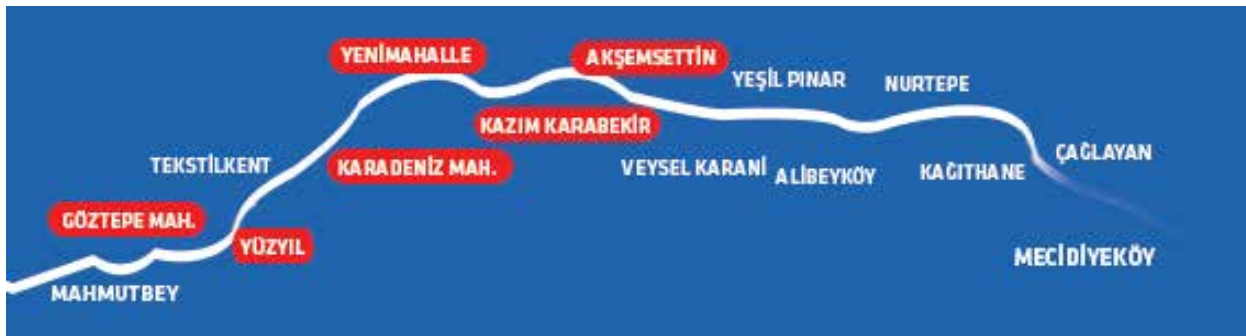 YENİMAHALLE
AKŞEMSETTİN
YEŞİL PINAR
NURTEPE
KAZIM KARABEKİR
ÇAĞLAYAN
TEKSTİLKENT
KARADENİZ MAH.
VEYSEL KARANİ
ALİBEYKÖY
KAĞITHANE
GÖZTEPE MAH.
YÜZYIL
MECİDİYEKÖY
MAHMUTBEY